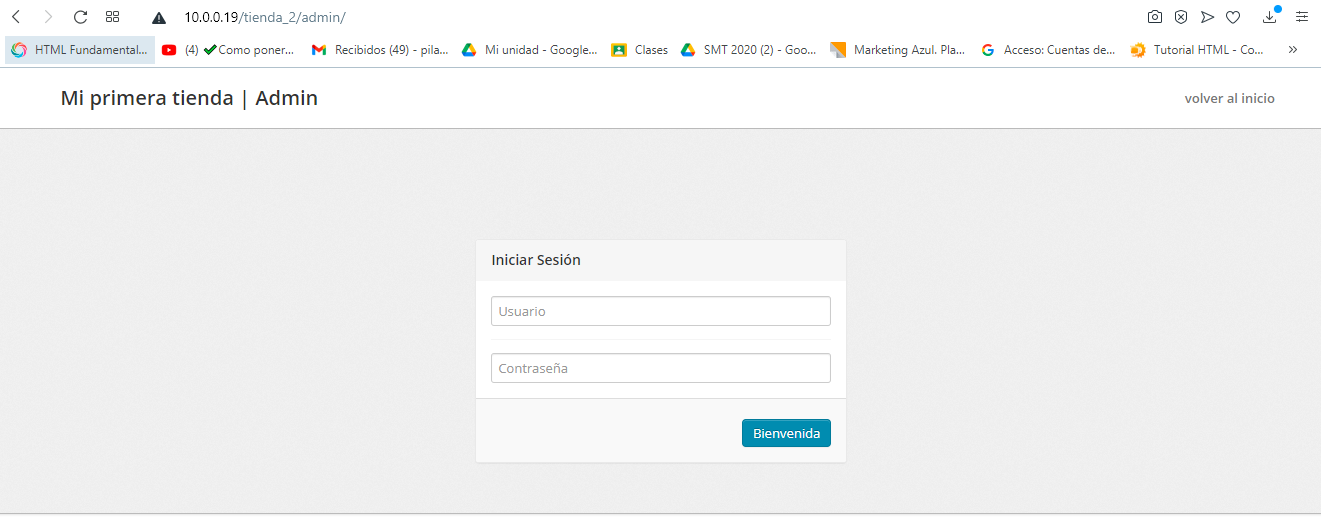 10.0.0.19/tienda_2/admin/
HTML Fundamental... (4) ✔Como poner... Recibidos (49) - pila... Mi unidad - Google... Clases SMT 2020 (2) - Goo... Marketing Azul. Pla... Acceso: Cuentas de... Tutorial HTML - Co... »
Mi primera tienda | Admin volver al inicio
Iniciar Sesión
Usuario
Contraseña
Bienvenida